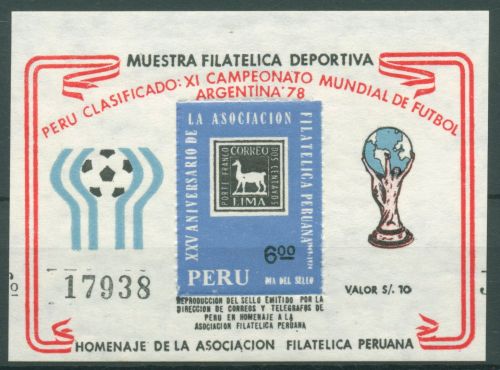 MUESTRA FILATELICA DEPORTIVA
PERU CLASIFICADO: XI CAMPEONATO MUNDIAL DE FUTBOL
ARGENTINA '78
XXV ANIVERSARIO DE
LA ASOCIACION
FILATELICA PERUANA
1949-1974
PORTE FRANCO
CORREO
DOS CENTAVOS
LIMA
6.00
PERU
DIA DEL SELLO
17938
VALOR S/. 10
REPRODUCCION DEL SELLO EMITIDO POR LA
DIRECCION DE CORREOS Y TELEGRAFOS DE
PERU EN HOMENAJE A LA
ASOCIACION FILATELICA PERUANA
HOMENAJE DE LA ASOCIACION FILATELICA PERUANA